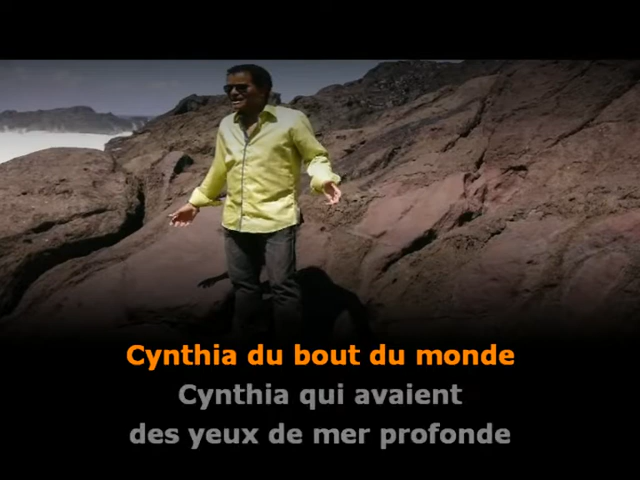 Cynthia du bout du monde
Cynthia qui avaient
des yeux de mer profonde